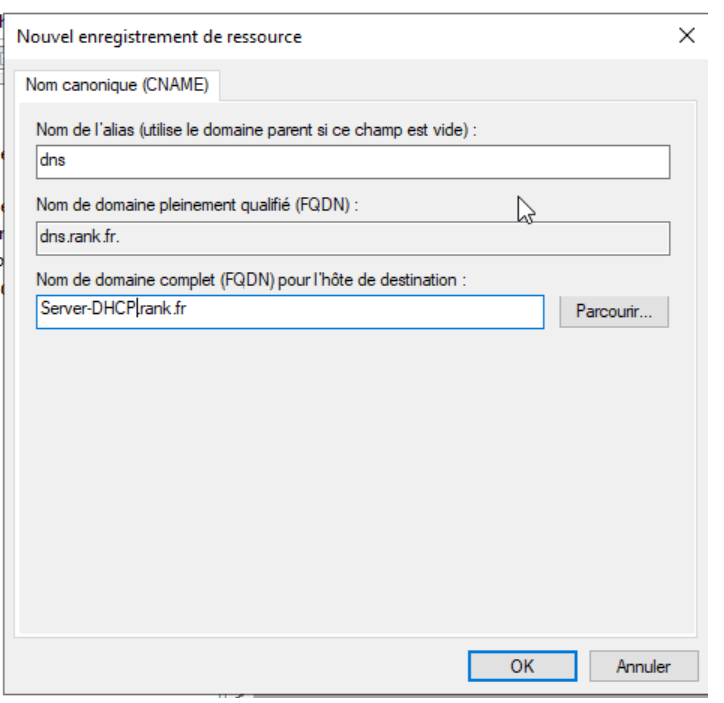 Nouvel enregistrement de ressource
Nom canonique (CNAME)
Nom de l'alias (utilise le domaine parent si ce champ est vide) :
dns
Nom de domaine pleinement qualifié (FQDN) :
dns.rank.fr.
Nom de domaine complet (FQDN) pour l'hôte de destination :
Server-DHCP.rank.fr
Parcourir...
OK
Annuler